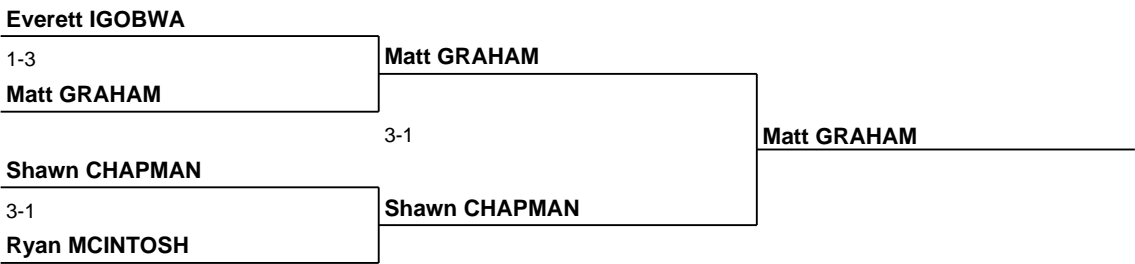 Everett IGOBWA
1-3
Matt GRAHAM
Matt GRAHAM
3-1
Matt GRAHAM
Shawn CHAPMAN
3-1
Shawn CHAPMAN
Ryan MCINTOSH